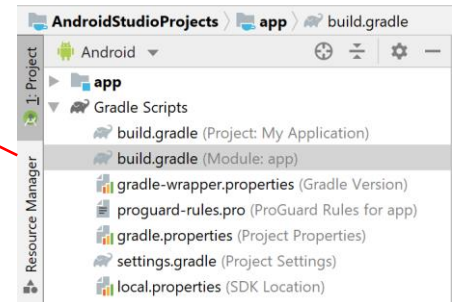 AndroidStudioProjects app build.gradle
Android
1: Project
app
Gradle Scripts
build.gradle (Project: My Application)
build.gradle (Module: app)
gradle-wrapper.properties (Gradle Version)
proguard-rules.pro (ProGuard Rules for app)
gradle.properties (Project Properties)
settings.gradle (Project Settings)
local.properties (SDK Location)
Resource Manager